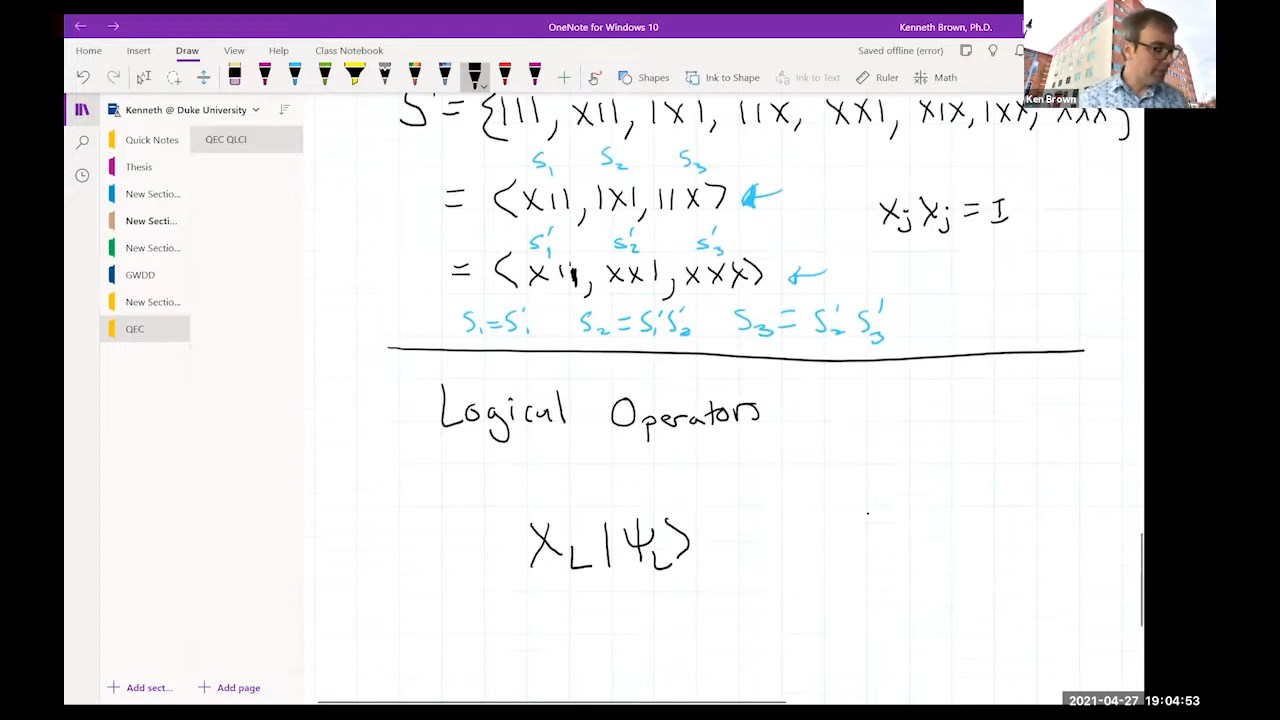 OneNote for Windows 10
Kenneth Brown, Ph.D.
Home Insert Draw View Help Class Notebook
Saved offline (error)
Shapes Ink to Shape Ink to Text Ruler Math
Ken Brown
Kenneth @ Duke University
QEC QLCI
Quick Notes
Thesis
New Sectio...
New Secti...
New Sectio...
GWDD
New Sectio...
QEC
S = {III, XII, IXI, IIX, XXI, XIX, IXX, XXX}
S₁ S₂ S₃
= <XII, IXI, IIX>
XⱼXⱼ = I
S₁' S₂' S₃'
= <XII, XXI, XXX>
S₁=S₁' S₂=S₁'S₂' S₃=S₂'S₃'
Logical Operators
X_L|ψ_L>
Add sect... Add page
2021-04-27 19:04:53